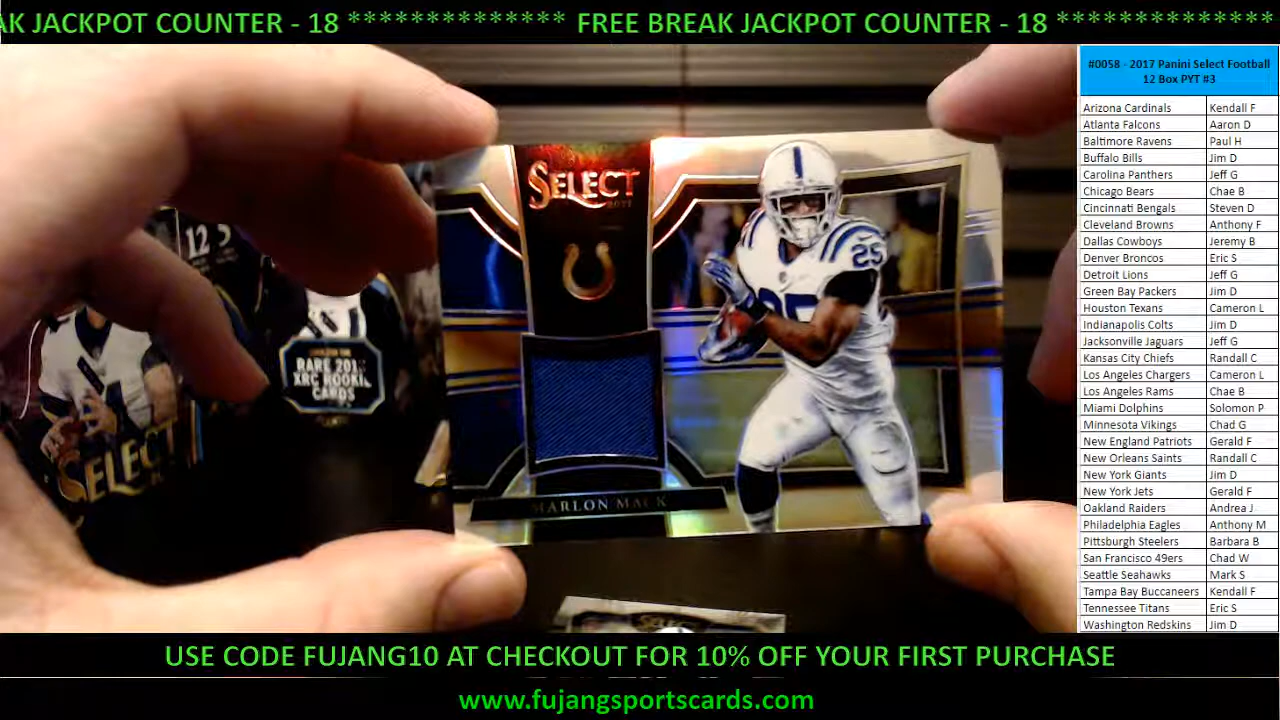 AK JACKPOT COUNTER - 18 ************** FREE BREAK JACKPOT COUNTER - 18 **************
#0058 - 2017 Panini Select Football
12 Box PYT #3
Arizona Cardinals Kendall F
Atlanta Falcons Aaron D
Baltimore Ravens Paul H
Buffalo Bills Jim D
Carolina Panthers Jeff G
Chicago Bears Chae B
Cincinnati Bengals Steven D
Cleveland Browns Anthony F
Dallas Cowboys Jeremy B
Denver Broncos Eric S
Detroit Lions Jeff G
Green Bay Packers Jim D
Houston Texans Cameron L
Indianapolis Colts Jim D
Jacksonville Jaguars Jeff G
Kansas City Chiefs Randall C
Los Angeles Chargers Cameron L
Los Angeles Rams Chae B
Miami Dolphins Solomon P
Minnesota Vikings Chad G
New England Patriots Gerald F
New Orleans Saints Randall C
New York Giants Jim D
New York Jets Gerald F
Oakland Raiders Andrea J
Philadelphia Eagles Anthony M
Pittsburgh Steelers Barbara B
San Francisco 49ers Chad W
Seattle Seahawks Mark S
Tampa Bay Buccaneers Kendall F
Tennessee Titans Eric S
Washington Redskins Jim D
SELECT
2017
25
MARLON MACK
12
RARE 201
XRC ROOKIE
CARDS
SELECT
SELECT
USE CODE FUJANG10 AT CHECKOUT FOR 10% OFF YOUR FIRST PURCHASE
www.fujangsportscards.com